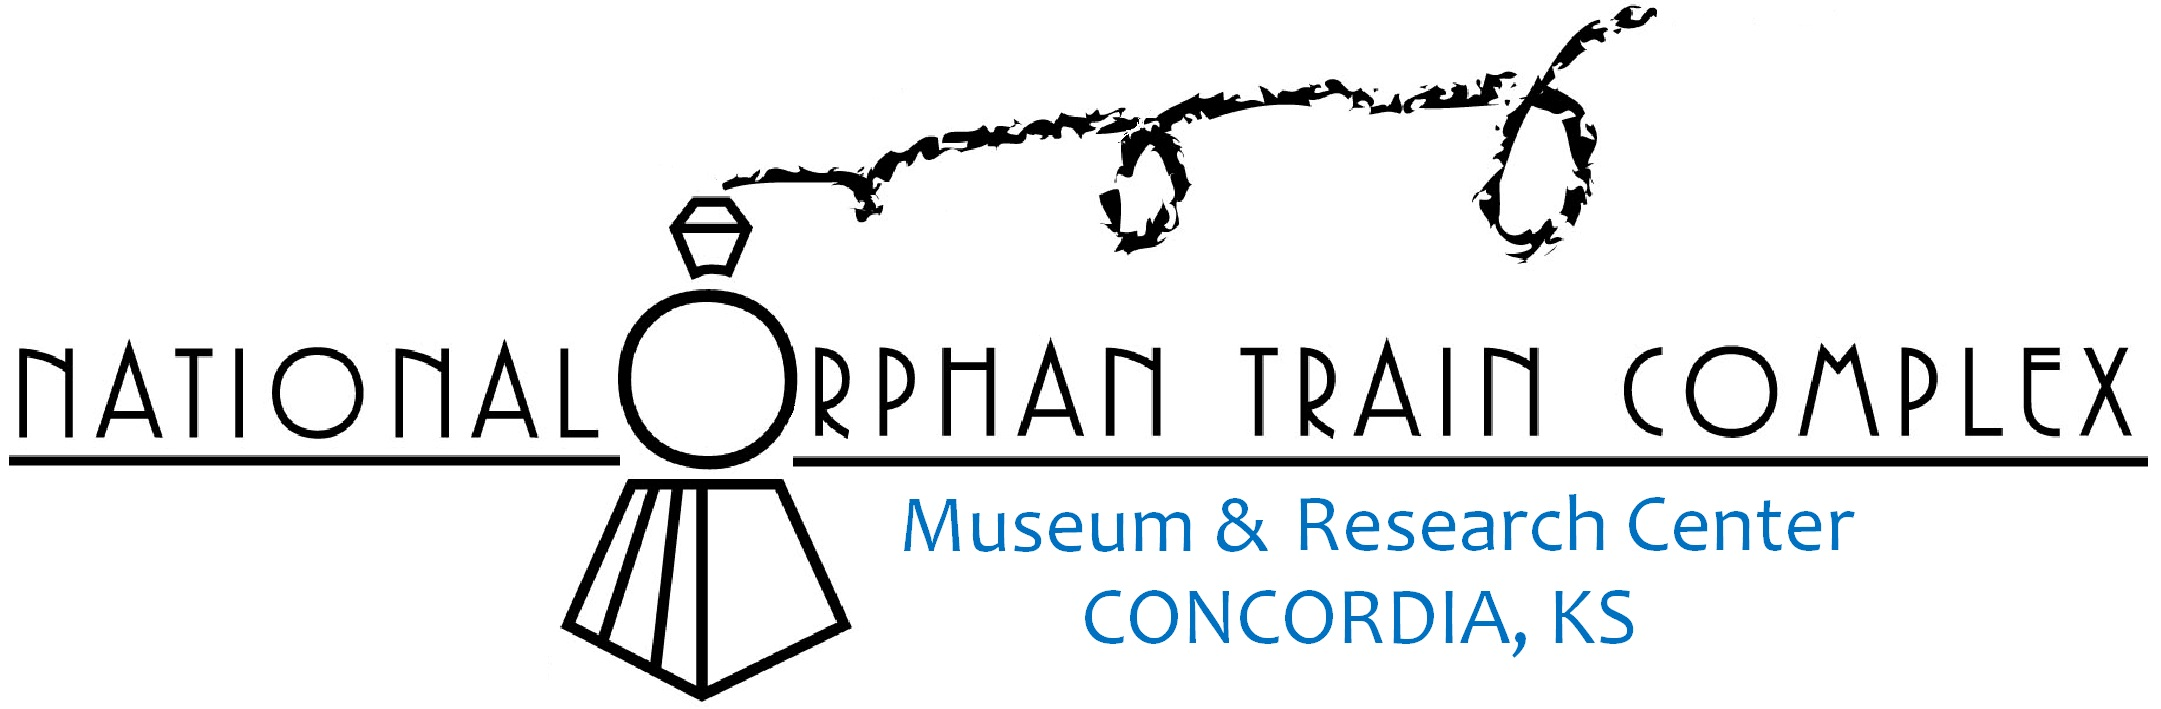 NATIONAL ORPHAN TRAIN COMPLEX
Museum & Research Center
CONCORDIA, KS